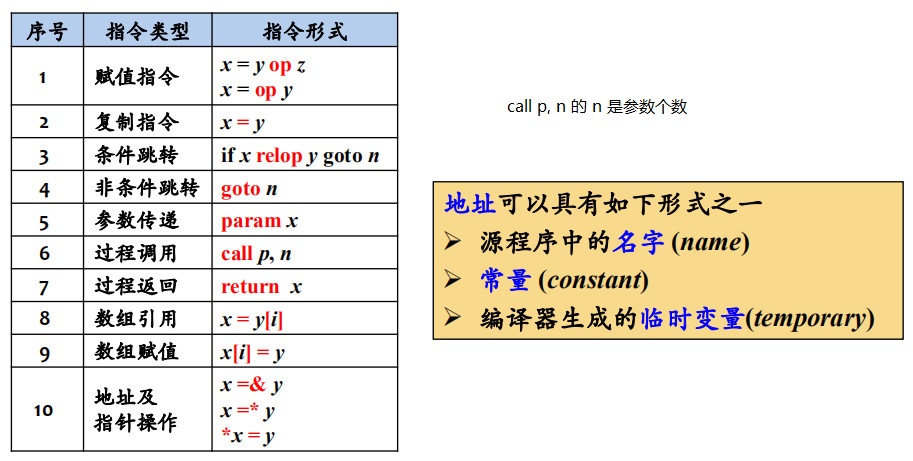 序号 指令类型 指令形式
1 赋值指令 x = y op z
x = op y
2 复制指令 x = y
3 条件跳转 if x relop y goto n
4 非条件跳转 goto n
5 参数传递 param x
6 过程调用 call p, n
7 过程返回 return x
8 数组引用 x = y[i]
9 数组赋值 x[i] = y
10 地址及
指针操作 x =& y
x =* y
*x = y
call p, n 的 n 是参数个数
地址可以具有如下形式之一
➢ 源程序中的名字 (name)
➢ 常量 (constant)
➢ 编译器生成的临时变量(temporary)